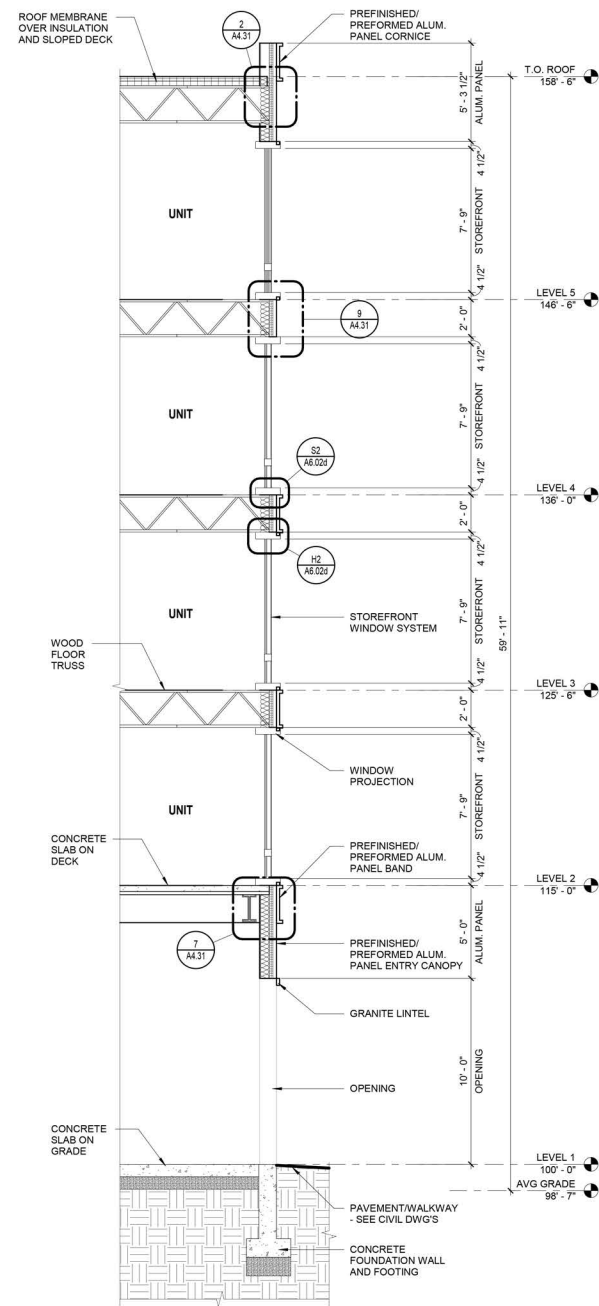 ROOF MEMBRANE
OVER INSULATION
AND SLOPED DECK
2
A4.31
PREFINISHED/
PREFORMED ALUM.
PANEL CORNICE
T.O. ROOF
158' - 6"
5' - 3 1/2"
ALUM. PANEL
4 1/2"
UNIT
7' - 9"
STOREFRONT
4 1/2"
LEVEL 5
146' - 6"
9
A4.31
2' - 0"
4 1/2"
UNIT
7' - 9"
STOREFRONT
S2
A6.02d
4 1/2"
LEVEL 4
136' - 0"
2' - 0"
H2
A6.02d
4 1/2"
UNIT
STOREFRONT
WINDOW SYSTEM
7' - 9"
STOREFRONT
59' - 11"
WOOD
FLOOR
TRUSS
4 1/2"
LEVEL 3
125' - 6"
2' - 0"
WINDOW
PROJECTION
4 1/2"
UNIT
7' - 9"
STOREFRONT
CONCRETE
SLAB ON
DECK
PREFINISHED/
PREFORMED ALUM.
PANEL BAND
4 1/2"
LEVEL 2
115' - 0"
7
A4.31
PREFINISHED/
PREFORMED ALUM.
PANEL ENTRY CANOPY
5' - 0"
ALUM. PANEL
GRANITE LINTEL
OPENING
10' - 0"
OPENING
CONCRETE
SLAB ON
GRADE
LEVEL 1
100' - 0"
AVG GRADE
98' - 7"
PAVEMENT/WALKWAY
- SEE CIVIL DWG'S
CONCRETE
FOUNDATION WALL
AND FOOTING